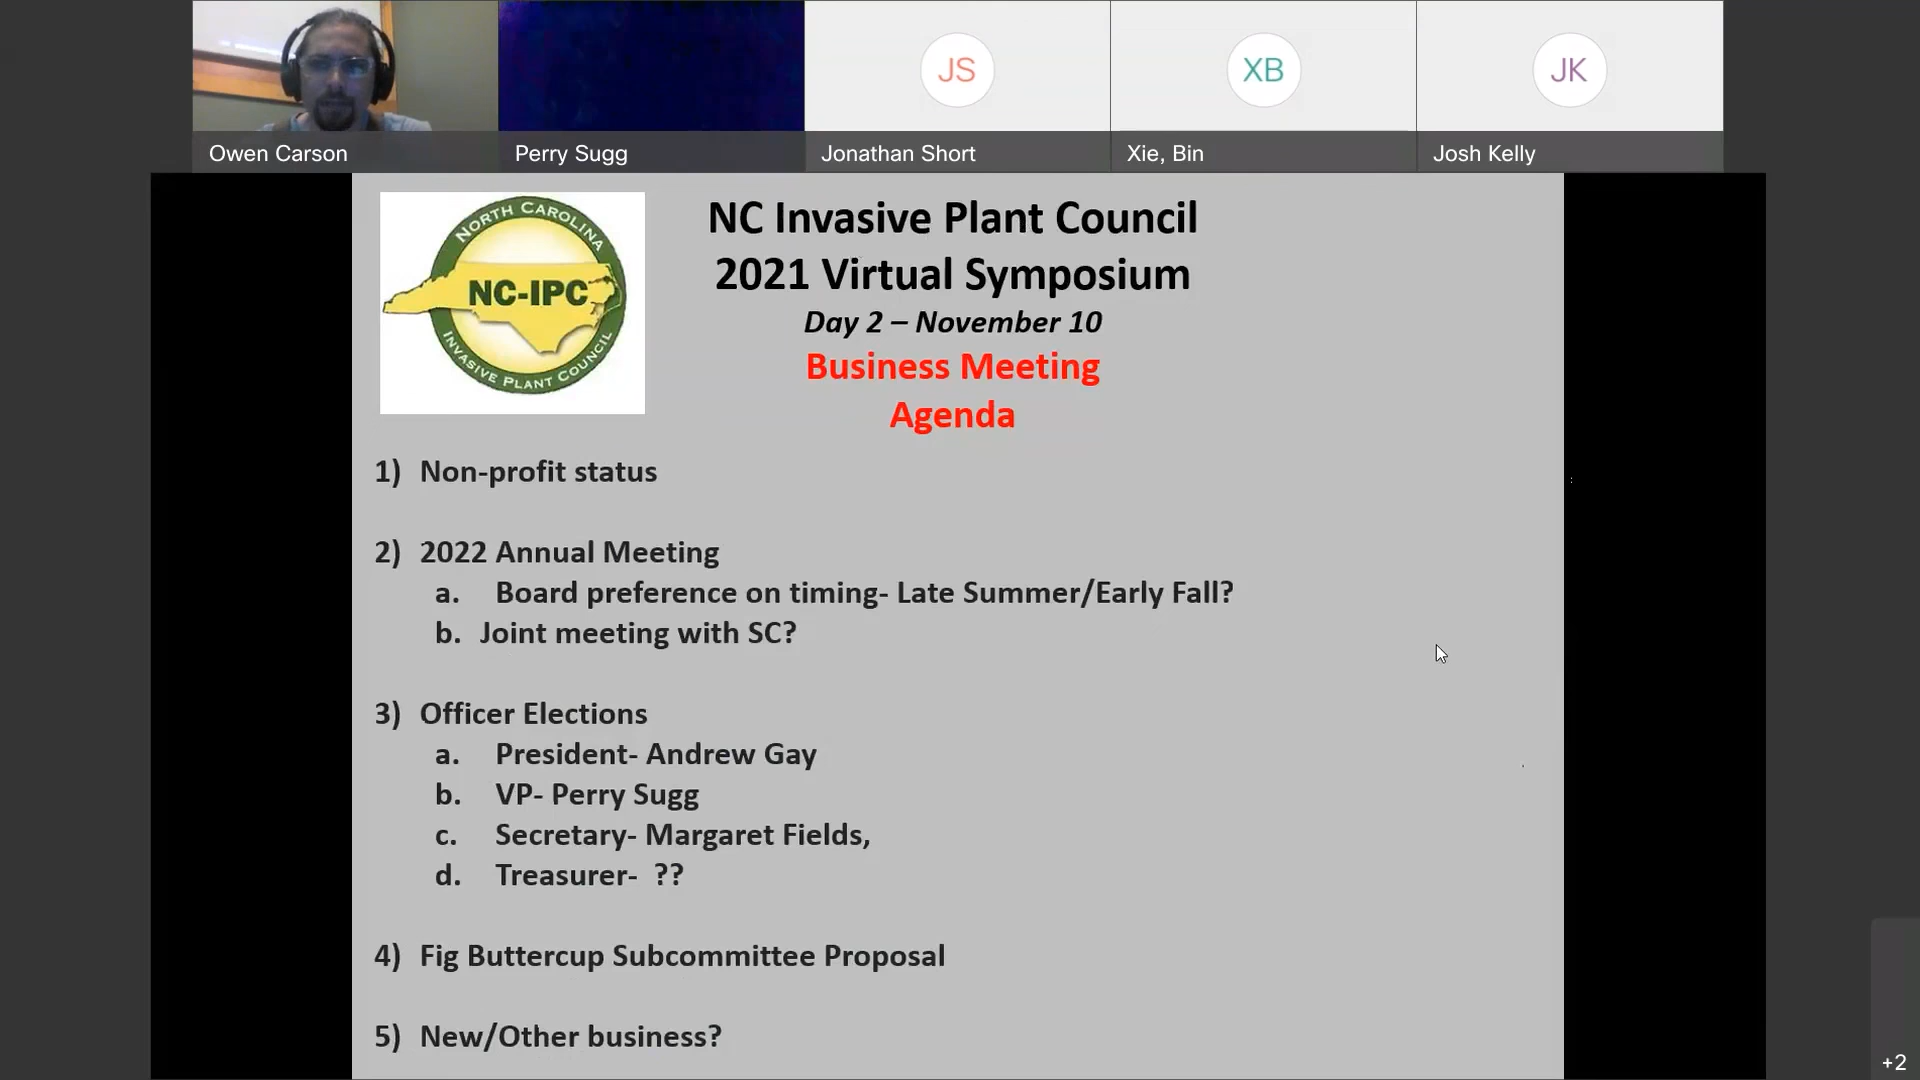 JS
XB
JK
Owen Carson
Perry Sugg
Jonathan Short
Xie, Bin
Josh Kelly
NORTH CAROLINA
NC-IPC
INVASIVE PLANT COUNCIL
NC Invasive Plant Council
2021 Virtual Symposium
Day 2 – November 10
Business Meeting
Agenda
1) Non-profit status
2) 2022 Annual Meeting
a. Board preference on timing- Late Summer/Early Fall?
b. Joint meeting with SC?
3) Officer Elections
a. President- Andrew Gay
b. VP- Perry Sugg
c. Secretary- Margaret Fields,
d. Treasurer- ??
4) Fig Buttercup Subcommittee Proposal
5) New/Other business?
+2